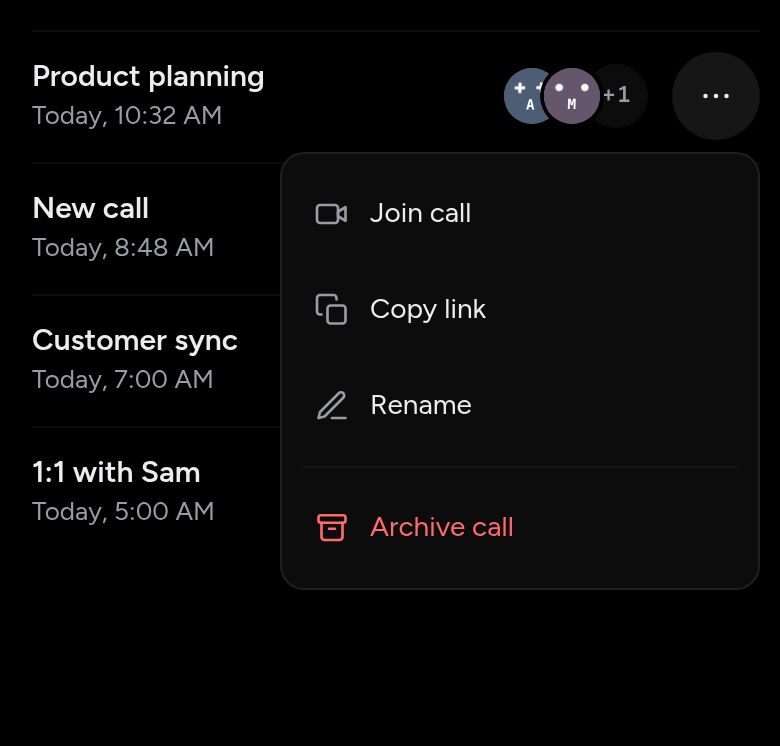 Product planning
Today, 10:32 AM
A
M
+1
New call
Today, 8:48 AM
Customer sync
Today, 7:00 AM
1:1 with Sam
Today, 5:00 AM
Join call
Copy link
Rename
Archive call